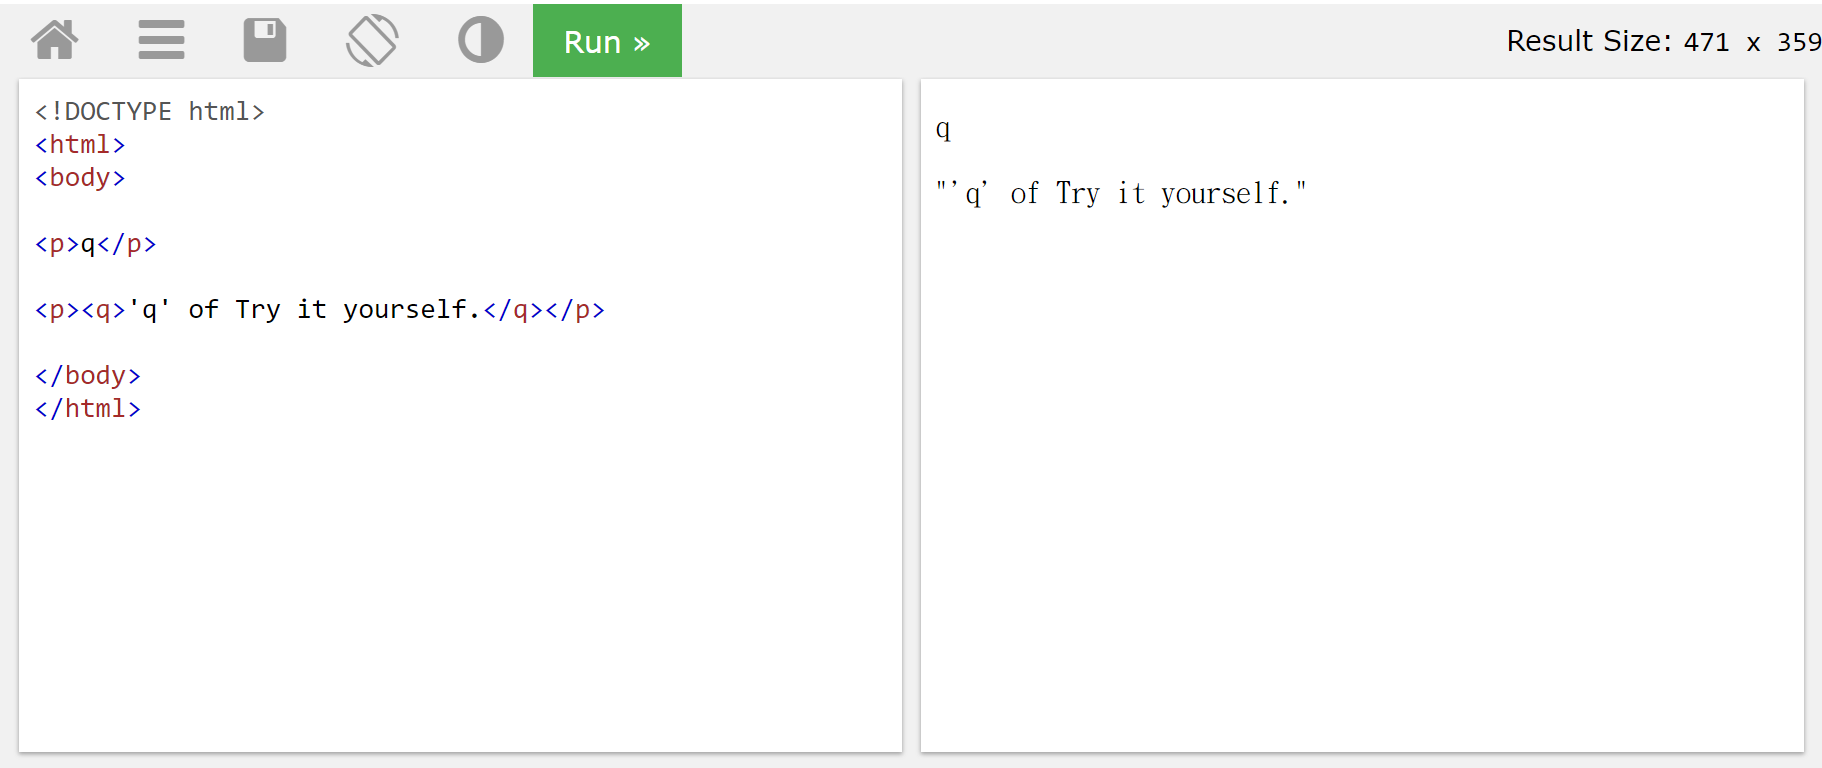 Run »
Result Size: 471 x 359
<!DOCTYPE html>
<html>
<body>
<p>q</p>
<p><q>'q' of Try it yourself.</q></p>
</body>
</html>
q
"'q' of Try it yourself."